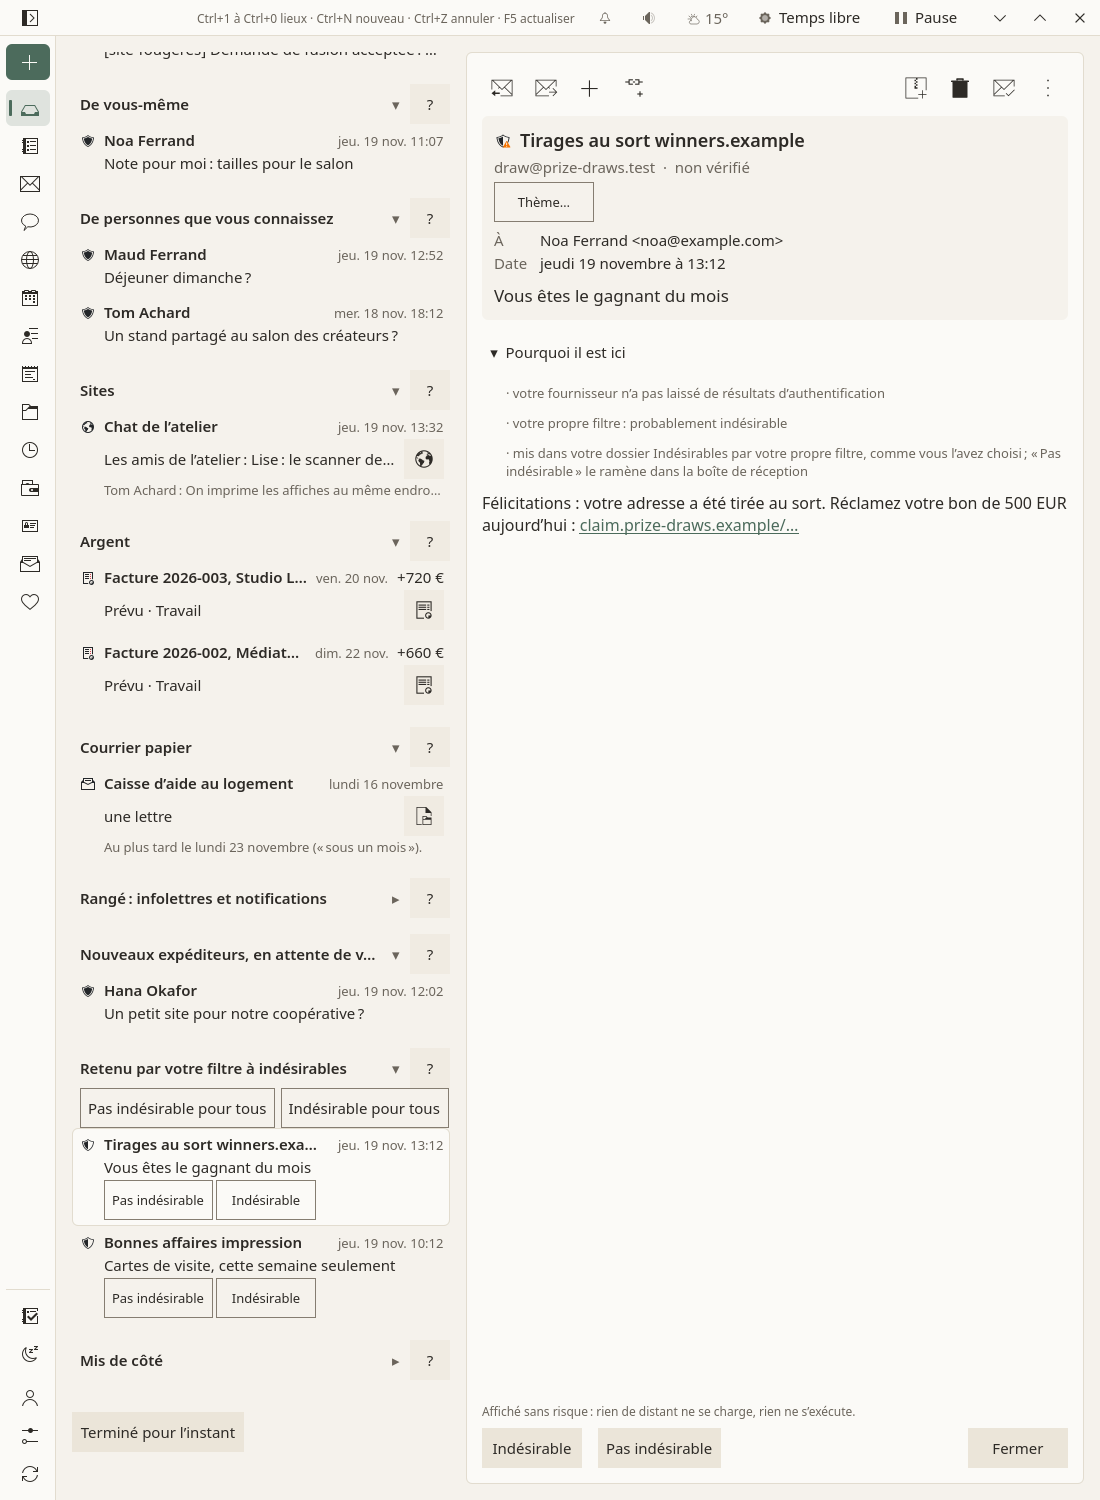 Ctrl+1 à Ctrl+0 lieux · Ctrl+N nouveau · Ctrl+Z annuler · F5 actualiser
15°
Temps libre
Pause
[site fougères] Demande de fusion acceptée : ...
De vous-même
?
Noa Ferrand
jeu. 19 nov. 11:07
Note pour moi : tailles pour le salon
De personnes que vous connaissez
?
Maud Ferrand
jeu. 19 nov. 12:52
Déjeuner dimanche ?
Tom Achard
mer. 18 nov. 18:12
Un stand partagé au salon des créateurs ?
Sites
?
Chat de l’atelier
jeu. 19 nov. 13:32
Les amis de l’atelier : Lise : le scanner de...
Tom Achard : On imprime les affiches au même endro...
Argent
?
Facture 2026-003, Studio L...
ven. 20 nov.
+720 €
Prévu · Travail
Facture 2026-002, Médiat...
dim. 22 nov.
+660 €
Prévu · Travail
Courrier papier
?
Caisse d’aide au logement
lundi 16 novembre
une lettre
Au plus tard le lundi 23 novembre (« sous un mois »).
Rangé : infolettres et notifications
?
Nouveaux expéditeurs, en attente de v...
?
Hana Okafor
jeu. 19 nov. 12:02
Un petit site pour notre coopérative ?
Retenu par votre filtre à indésirables
?
Pas indésirable pour tous
Indésirable pour tous
Tirages au sort winners.exa...
jeu. 19 nov. 13:12
Vous êtes le gagnant du mois
Pas indésirable
Indésirable
Bonnes affaires impression
jeu. 19 nov. 10:12
Cartes de visite, cette semaine seulement
Pas indésirable
Indésirable
Mis de côté
?
Terminé pour l’instant
Tirages au sort winners.example
draw@prize-draws.test · non vérifié
Thème...
À Noa Ferrand <noa@example.com>
Date jeudi 19 novembre à 13:12
Vous êtes le gagnant du mois
Pourquoi il est ici
· votre fournisseur n’a pas laissé de résultats d’authentification
· votre propre filtre : probablement indésirable
· mis dans votre dossier Indésirables par votre propre filtre, comme vous l’avez choisi ; « Pas
indésirable » le ramène dans la boîte de réception
Félicitations : votre adresse a été tirée au sort. Réclamez votre bon de 500 EUR
aujourd’hui : claim.prize-draws.example/...
Affiché sans risque : rien de distant ne se charge, rien ne s’exécute.
Indésirable
Pas indésirable
Fermer